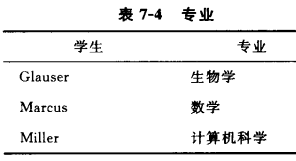 表 7-4 专业
学生 专业
Glauser 生物学
Marcus 数学
Miller 计算机科学